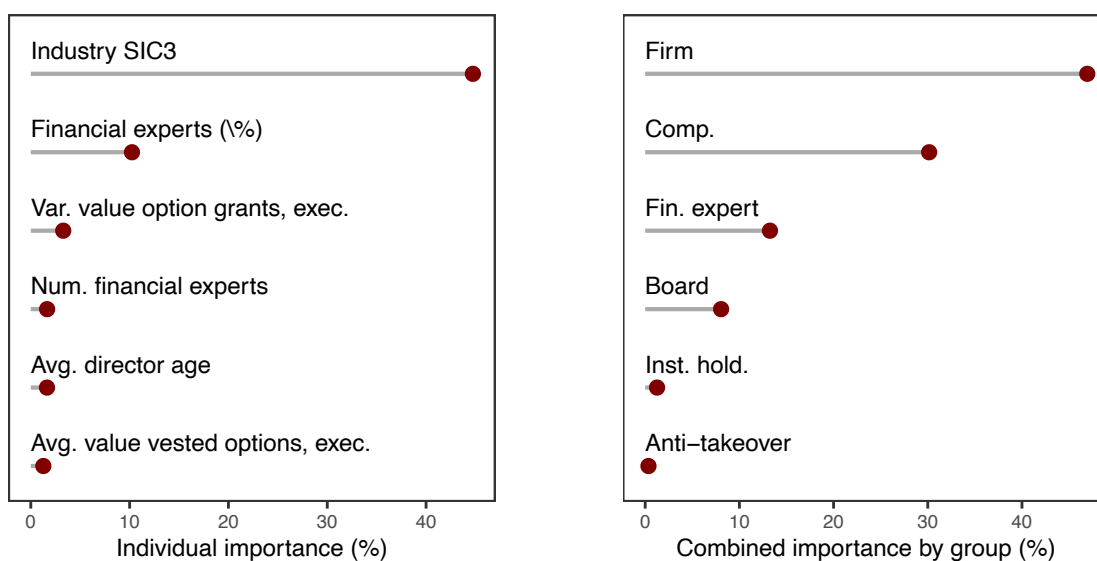 Industry SIC3
Financial experts (\%)
Var. value option grants, exec.
Num. financial experts
Avg. director age
Avg. value vested options, exec.
0 10 20 30 40
Individual importance (%)
Firm
Comp.
Fin. expert
Board
Inst. hold.
Anti−takeover
0 10 20 30 40
Combined importance by group (%)